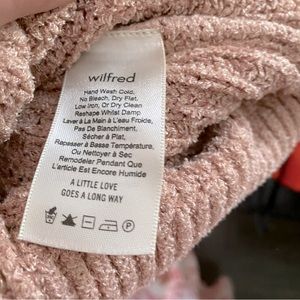 wilfred
Hand Wash Cold,
No Bleach, Dry Flat,
Low Iron, Or Dry Clean
Reshape Whilst Damp
Laver À La Main À L'eau Froide,
Pas De Blanchiment,
Sécher à Plat,
Repasser à Basse Température,
Ou Nettoyer à Sec
Remodeler Pendant Que
L'article Est Encore Humide
A LITTLE LOVE
GOES A LONG WAY
P